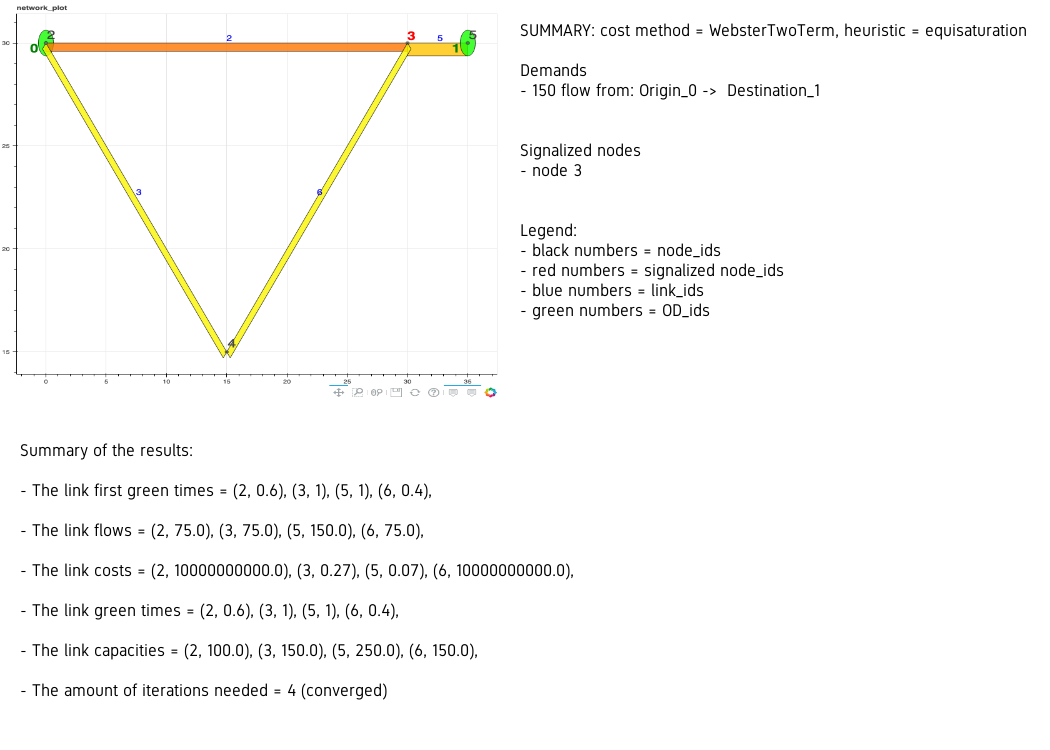 network_plot
SUMMARY: cost method = WebsterTwoTerm, heuristic = equisaturation
Demands
- 150 flow from: Origin_0 -> Destination_1
Signalized nodes
- node 3
Legend:
- black numbers = node_ids
- red numbers = signalized node_ids
- blue numbers = link_ids
- green numbers = OD_ids
30
25
20
15
0
5
10
15
20
25
30
35
0
2
2
3
5
1
5
3
6
4
Summary of the results:
- The link first green times = (2, 0.6), (3, 1), (5, 1), (6, 0.4),
- The link flows = (2, 75.0), (3, 75.0), (5, 150.0), (6, 75.0),
- The link costs = (2, 10000000000.0), (3, 0.27), (5, 0.07), (6, 10000000000.0),
- The link green times = (2, 0.6), (3, 1), (5, 1), (6, 0.4),
- The link capacities = (2, 100.0), (3, 150.0), (5, 250.0), (6, 150.0),
- The amount of iterations needed = 4 (converged)